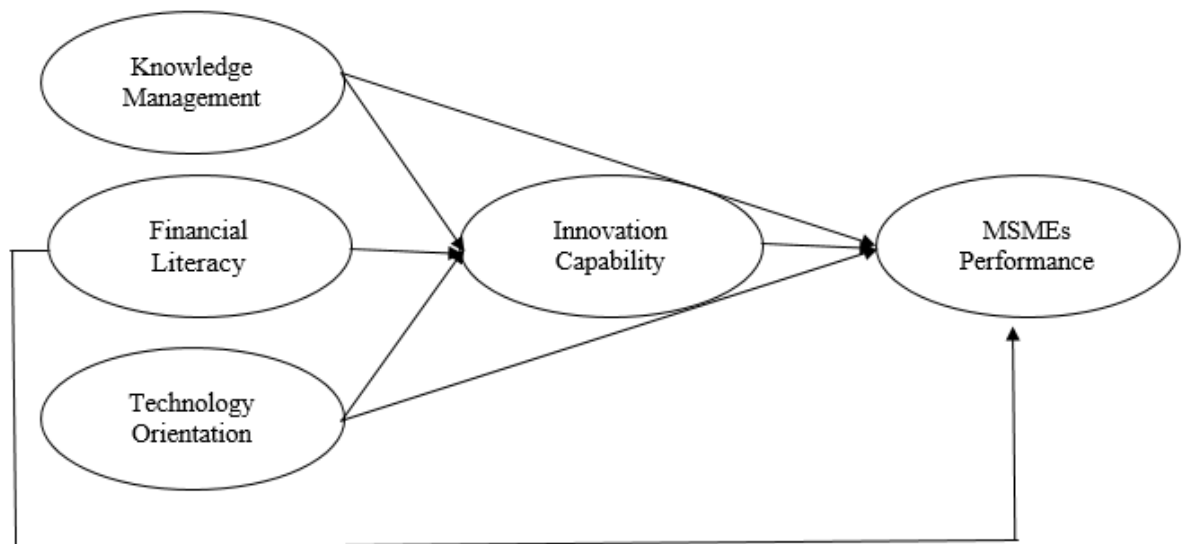 Knowledge
Management
Financial
Literacy
Technology
Orientation
Innovation
Capability
MSMEs
Performance